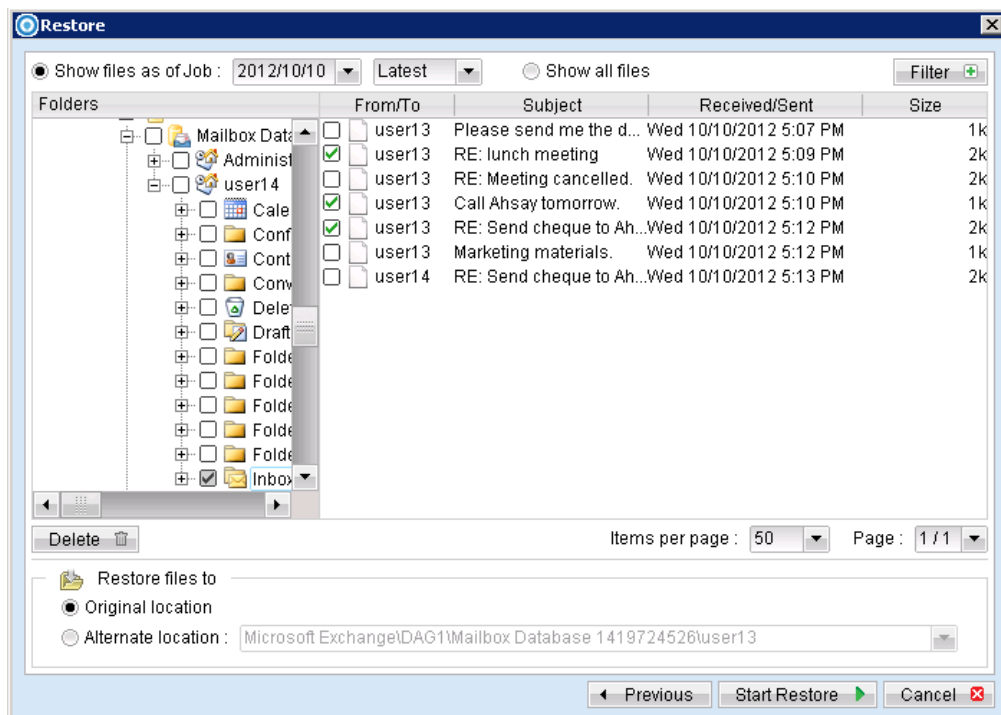 Restore
Show files as of Job : 2012/10/10 Latest Show all files Filter
Folders From/To Subject Received/Sent Size
Mailbox Data
Administ
user14
Cale
Conf
Cont
Conv
Dele
Draft
Folde
Folde
Folde
Folde
Folde
Inbox
user13 Please send me the d... Wed 10/10/2012 5:07 PM 1k
user13 RE: lunch meeting Wed 10/10/2012 5:09 PM 2k
user13 RE: Meeting cancelled. Wed 10/10/2012 5:10 PM 2k
user13 Call Ahsay tomorrow. Wed 10/10/2012 5:10 PM 1k
user13 RE: Send cheque to Ah... Wed 10/10/2012 5:12 PM 2k
user13 Marketing materials. Wed 10/10/2012 5:12 PM 1k
user14 RE: Send cheque to Ah... Wed 10/10/2012 5:13 PM 2k
Delete Items per page : 50 Page : 1 / 1
Restore files to
Original location
Alternate location : Microsoft Exchange\DAG1\Mailbox Database 1419724526\user13
Previous Start Restore Cancel